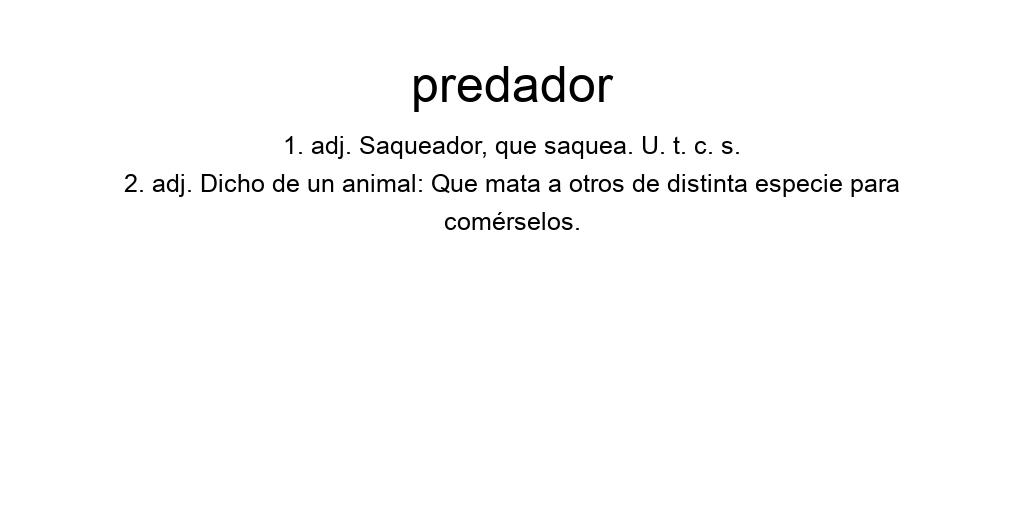 predador
1. adj. Saqueador, que saquea. U. t. c. s.
2. adj. Dicho de un animal: Que mata a otros de distinta especie para
comérselos.